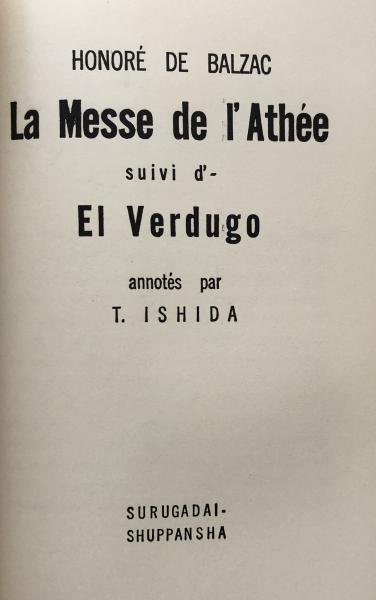 HONORÉ DE BALZAC
La Messe de l'Athée
suivi d'-
El Verdugo
annotés par
T. ISHIDA
SURUGADAI-
SHUPPANSHA